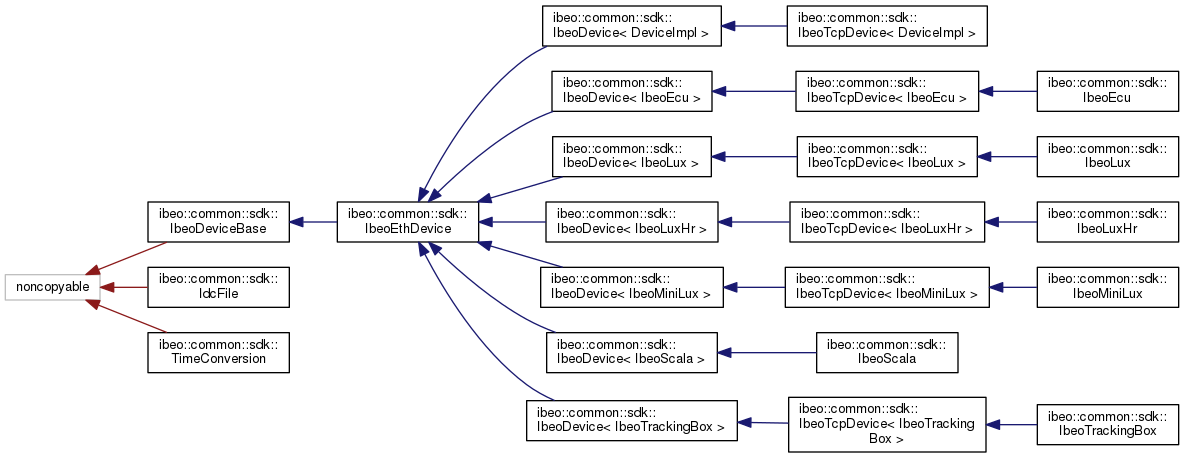 ibeo::common::sdk::
IbeoDevice< DeviceImpl >
ibeo::common::sdk::
IbeoTcpDevice< DeviceImpl >
ibeo::common::sdk::
IbeoDevice< IbeoEcu >
ibeo::common::sdk::
IbeoTcpDevice< IbeoEcu >
ibeo::common::sdk::
IbeoEcu
ibeo::common::sdk::
IbeoDevice< IbeoLux >
ibeo::common::sdk::
IbeoTcpDevice< IbeoLux >
ibeo::common::sdk::
IbeoLux
ibeo::common::sdk::
IbeoDeviceBase
ibeo::common::sdk::
IbeoEthDevice
ibeo::common::sdk::
IbeoDevice< IbeoLuxHr >
ibeo::common::sdk::
IbeoTcpDevice< IbeoLuxHr >
ibeo::common::sdk::
IbeoLuxHr
noncopyable
ibeo::common::sdk::
IdcFile
ibeo::common::sdk::
IbeoDevice< IbeoMiniLux >
ibeo::common::sdk::
IbeoTcpDevice< IbeoMiniLux >
ibeo::common::sdk::
IbeoMiniLux
ibeo::common::sdk::
TimeConversion
ibeo::common::sdk::
IbeoDevice< IbeoScala >
ibeo::common::sdk::
IbeoScala
ibeo::common::sdk::
IbeoDevice< IbeoTrackingBox >
ibeo::common::sdk::
IbeoTcpDevice< IbeoTracking
Box >
ibeo::common::sdk::
IbeoTrackingBox